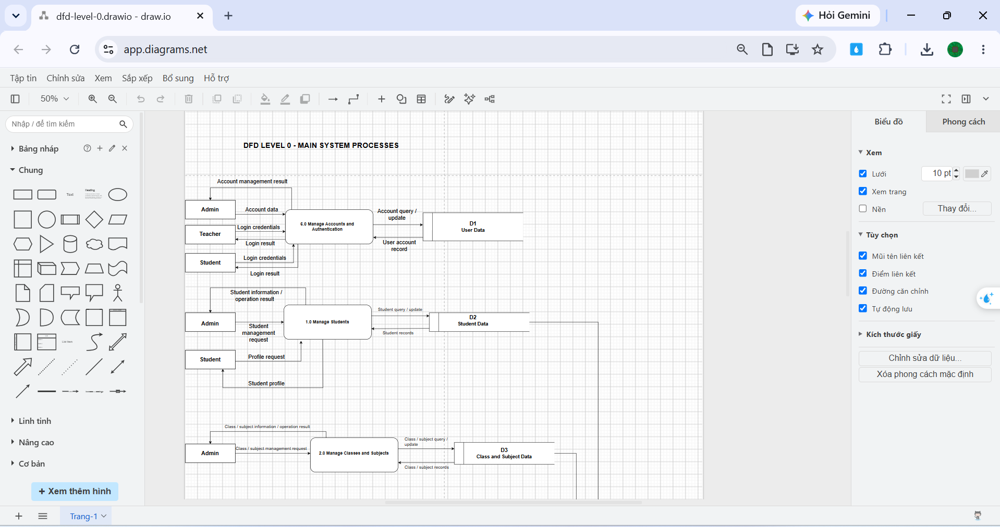 dfd-level-0.drawio - draw.io
Hỏi Gemini
app.diagrams.net
Tập tin Chỉnh sửa Xem Sắp xếp Bổ sung Hỗ trợ
50%
Nhập / để tìm kiếm
Bảng nháp
Chung
Text
Heading
List Item
Linh tinh
Nâng cao
Cơ bản
+ Xem thêm hình
DFD LEVEL 0 - MAIN SYSTEM PROCESSES
Account management result
Admin
Account data
Teacher
Login credentials
Login result
6.0 Manage Accounts and
Authentication
Account query /
update
User account
record
D1
User Data
Student
Login credentials
Login result
Student information /
operation result
Admin
Student
management
request
1.0 Manage Students
Student query / update
Student records
D2
Student Data
Student
Profile request
Student profile
Class / subject information / operation result
Admin
Class / subject management request
2.0 Manage Classes and Subjects
Class / subject query /
update
Class / subject records
D3
Class and Subject Data
Biểu đồ
Phong cách
Xem
Lưới
10 pt
Xem trang
Nền
Thay đổi...
Tùy chọn
Mũi tên liên kết
Điểm liên kết
Đường căn chỉnh
Tự động lưu
Kích thước giấy
Chỉnh sửa dữ liệu...
Xóa phong cách mặc định
Trang-1